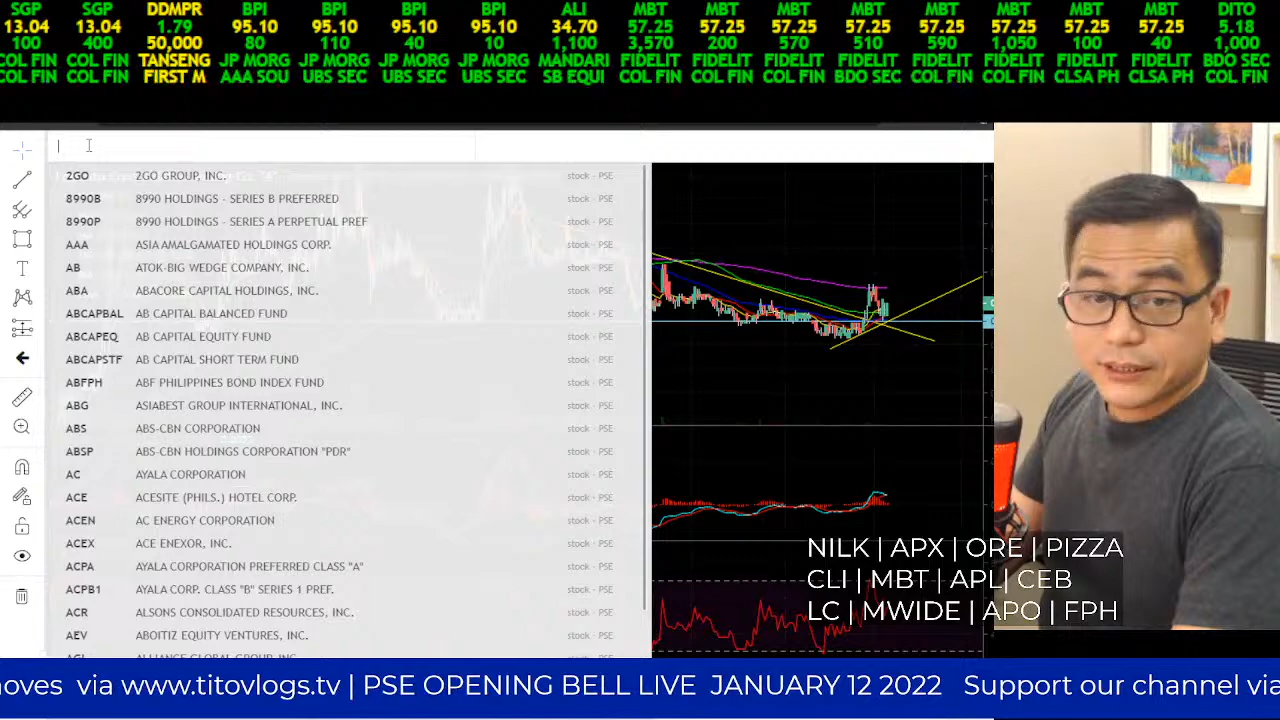 SGP SGP DDMPR BPI BPI BPI BPI ALI MBT MBT MBT MBT MBT MBT MBT MBT DITO
13.04 13.04 1.79 95.10 95.10 95.10 95.10 34.70 57.25 57.25 57.25 57.25 57.25 57.25 57.25 57.25 5.18
100 400 50,000 80 110 40 10 1,100 3,570 200 570 510 590 1,050 100 40 1,000
COL FIN COL FIN TANSENG JP MORG JP MORG JP MORG JP MORG MANDARI FIDELIT FIDELIT FIDELIT FIDELIT FIDELIT FIDELIT FIDELIT FIDELIT BDO SEC
COL FIN COL FIN FIRST M AAA SOU UBS SEC UBS SEC UBS SEC SB EQUI COL FIN COL FIN COL FIN BDO SEC COL FIN COL FIN CLSA PH CLSA PH COL FIN
2GO 2GO GROUP, INC. stock - PSE
8990B 8990 HOLDINGS - SERIES B PREFERRED stock - PSE
8990P 8990 HOLDINGS - SERIES A PERPETUAL PREF stock - PSE
AAA ASIA AMALGAMATED HOLDINGS CORP. stock - PSE
AB ATOK-BIG WEDGE COMPANY, INC. stock - PSE
ABA ABACORE CAPITAL HOLDINGS, INC. stock - PSE
ABCAPBAL AB CAPITAL BALANCED FUND stock - PSE
ABCAPEQ AB CAPITAL EQUITY FUND stock - PSE
ABCAPSTF AB CAPITAL SHORT TERM FUND stock - PSE
ABFPH ABF PHILIPPINES BOND INDEX FUND stock - PSE
ABG ASIABEST GROUP INTERNATIONAL, INC. stock - PSE
ABS ABS-CBN CORPORATION stock - PSE
ABSP ABS-CBN HOLDINGS CORPORATION "PDR" stock - PSE
AC AYALA CORPORATION stock - PSE
ACE ACESITE (PHILS.) HOTEL CORP. stock - PSE
ACEN AC ENERGY CORPORATION stock - PSE
ACEX ACE ENEXOR, INC. stock - PSE
ACPA AYALA CORPORATION PREFERRED CLASS "A" stock - PSE
ACPB1 AYALA CORP. CLASS "B" SERIES 1 PREF. stock - PSE
ACR ALSONS CONSOLIDATED RESOURCES, INC. stock - PSE
AEV ABOITIZ EQUITY VENTURES, INC. stock - PSE
AGI ALLIANCE GLOBAL GROUP, INC. stock - PSE
NILK | APX | ORE | PIZZA
CLI | MBT | APL| CEB
LC | MWIDE | APO | FPH
noves via www.titovlogs.tv | PSE OPENING BELL LIVE JANUARY 12 2022 Support our channel via